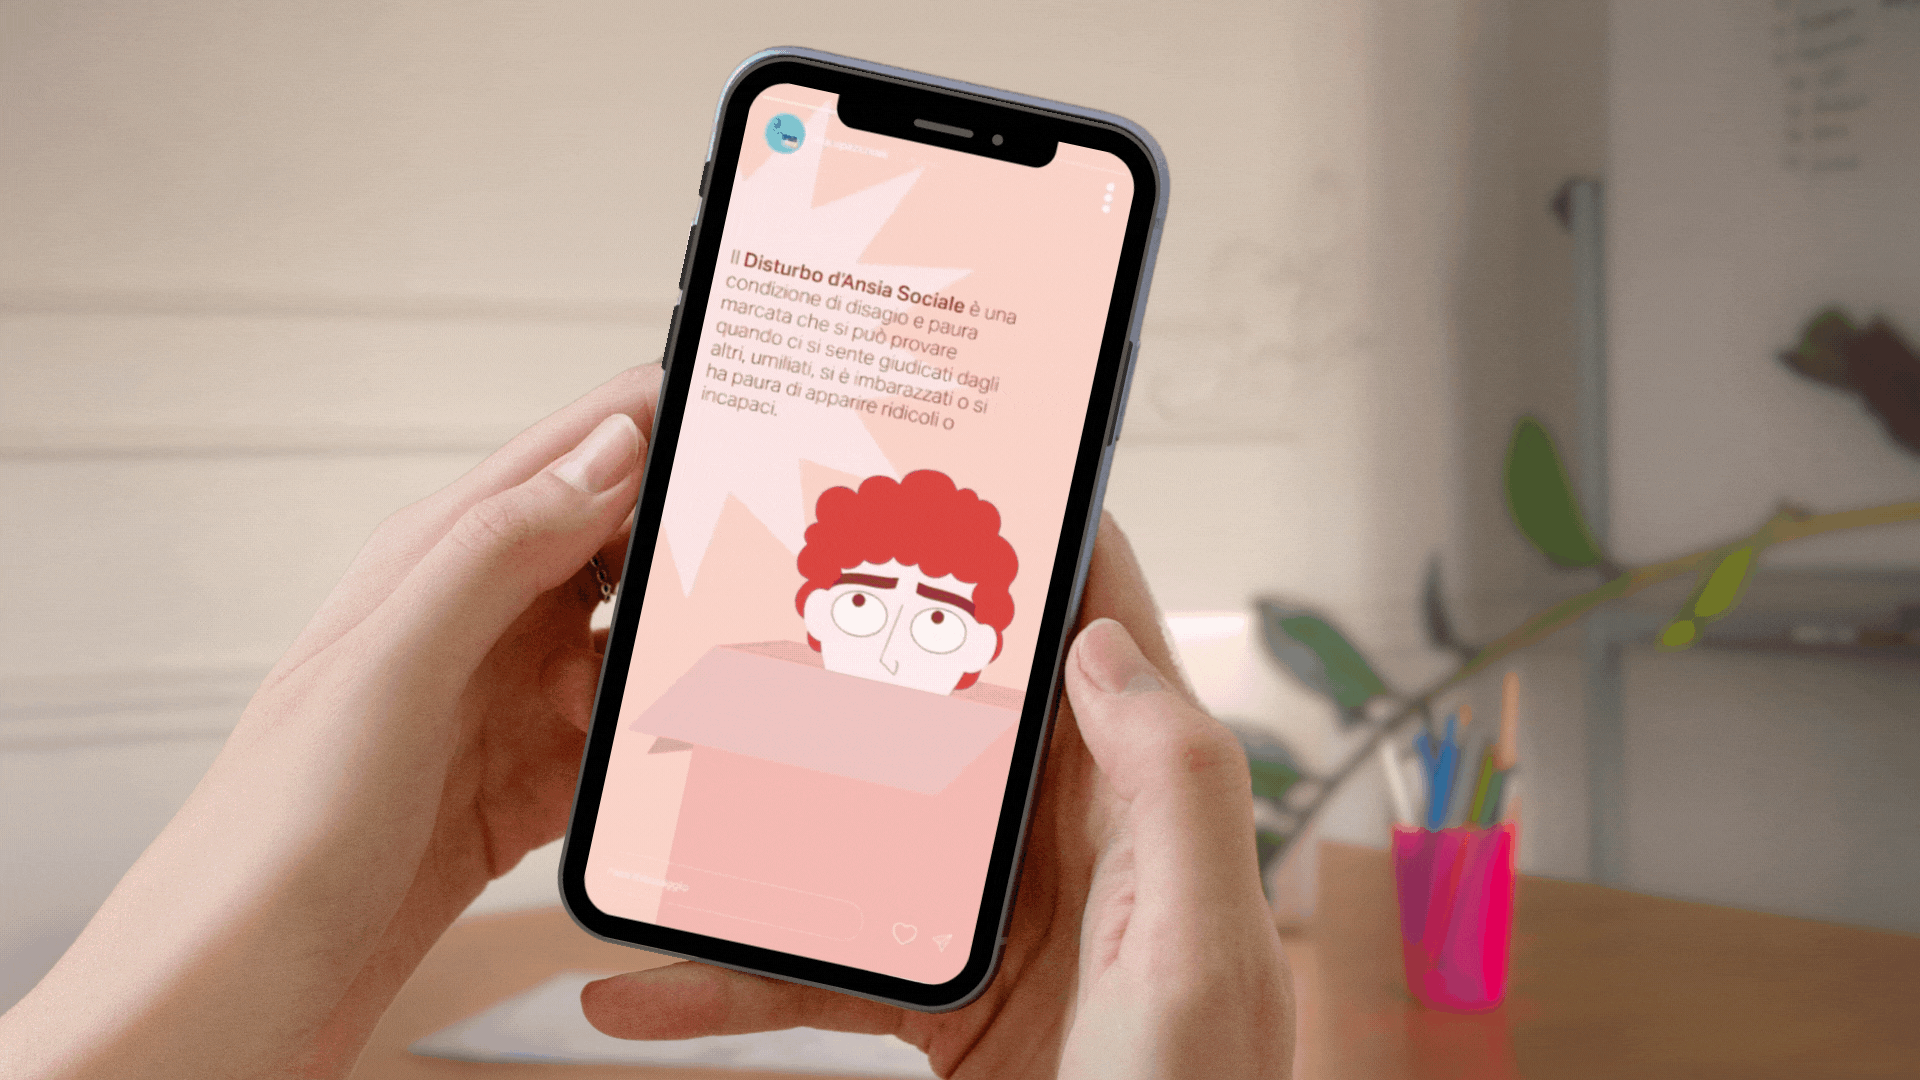 Il Disturbo d'Ansia Sociale è una
condizione di disagio e paura
marcata che si può provare
quando ci si sente giudicati dagli
altri, umiliati, si è imbarazzati o si
ha paura di apparire ridicoli o
incapaci.